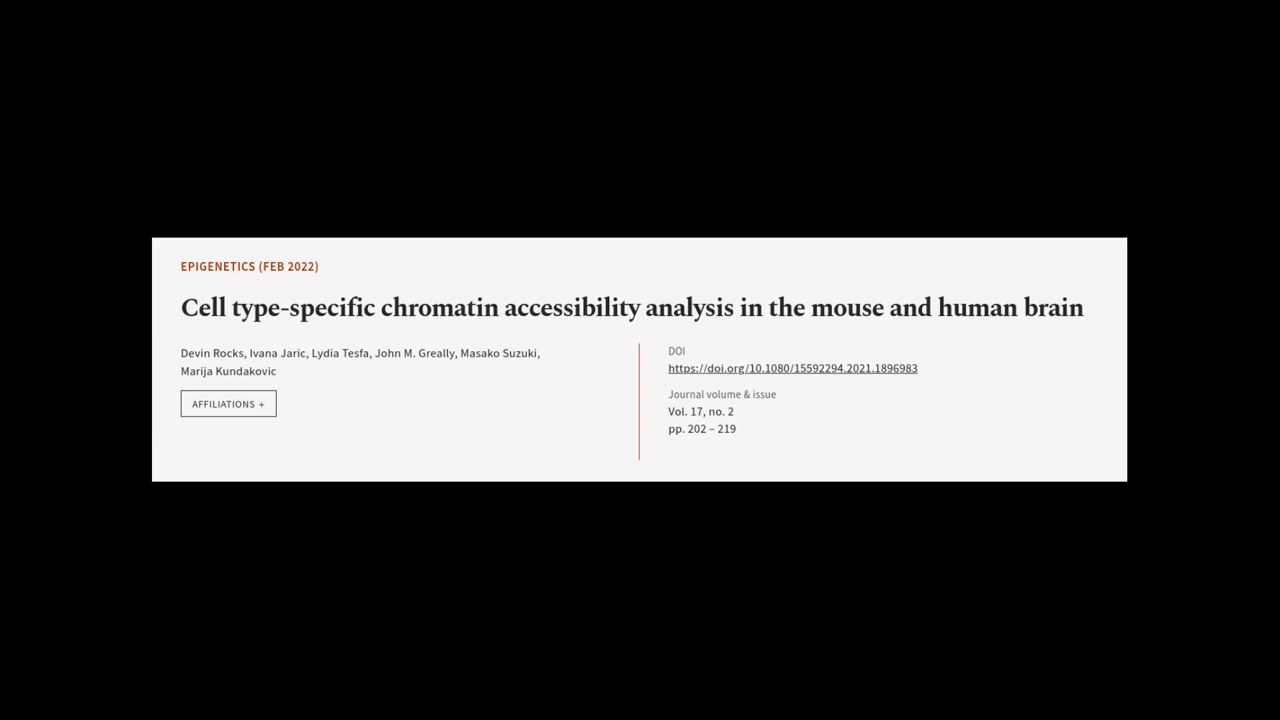 EPIGENETICS (FEB 2022)
Cell type-specific chromatin accessibility analysis in the mouse and human brain
Devin Rocks, Ivana Jaric, Lydia Tesfa, John M. Greally, Masako Suzuki,
Marija Kundakovic
AFFILIATIONS +
DOI
https://doi.org/10.1080/15592294.2021.1896983
Journal volume & issue
Vol. 17, no. 2
pp. 202 – 219